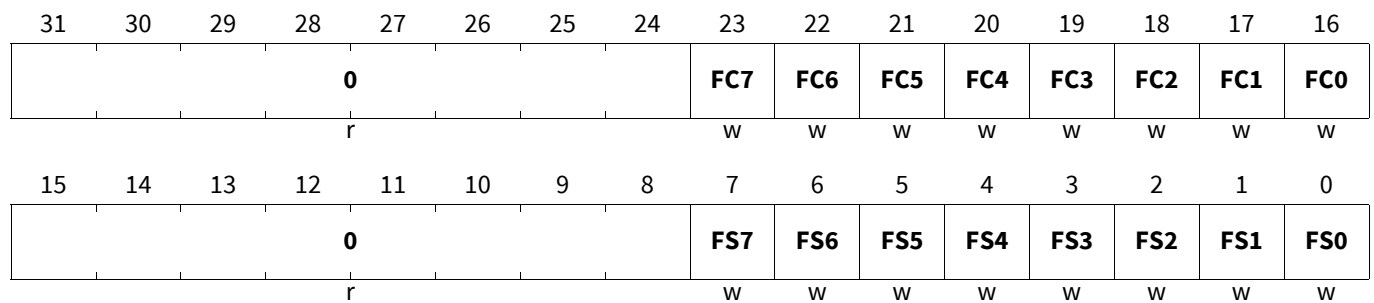 31 30 29 28 27 26 25 24 23 22 21 20 19 18 17 16
0 FC7 FC6 FC5 FC4 FC3 FC2 FC1 FC0
r w w w w w w w w
15 14 13 12 11 10 9 8 7 6 5 4 3 2 1 0
0 FS7 FS6 FS5 FS4 FS3 FS2 FS1 FS0
r w w w w w w w w